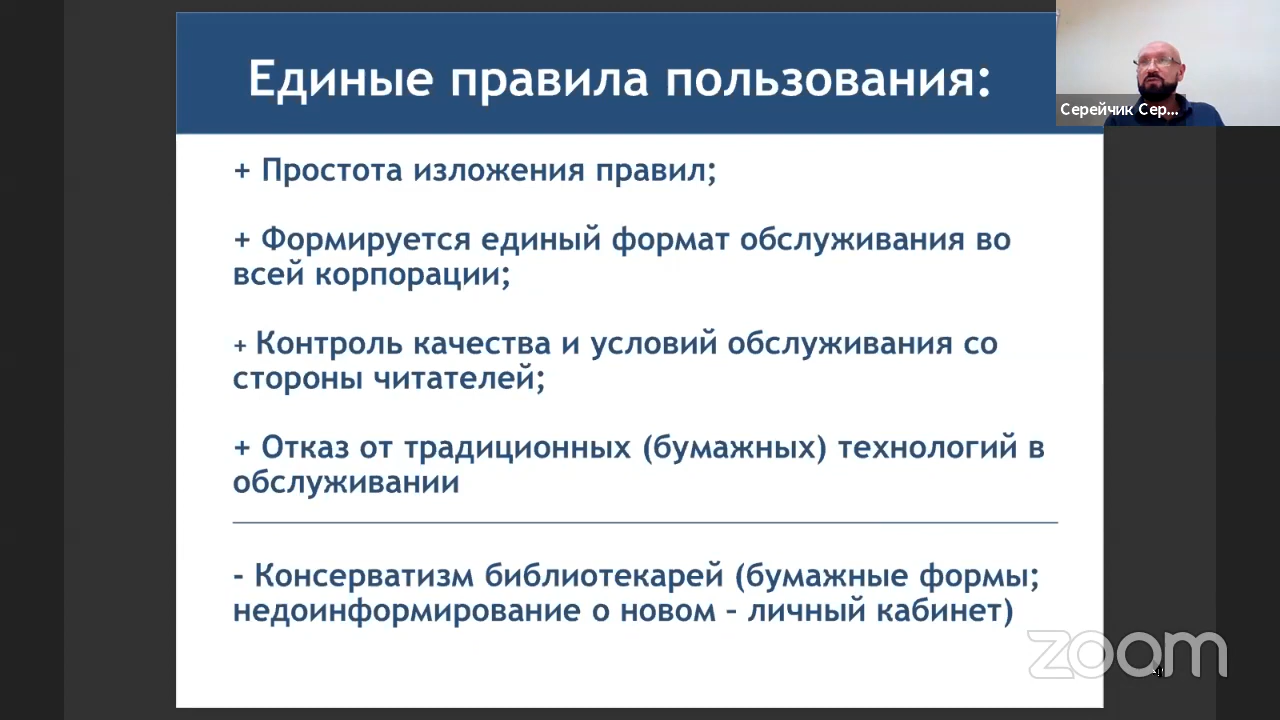 Единые правила пользования:
Серейчик Сер...
+ Простота изложения правил;
+ Формируется единый формат обслуживания во
всей корпорации;
+ Контроль качества и условий обслуживания со
стороны читателей;
+ Отказ от традиционных (бумажных) технологий в
обслуживании
- Консерватизм библиотекарей (бумажные формы;
недоинформирование о новом – личный кабинет)
zoom